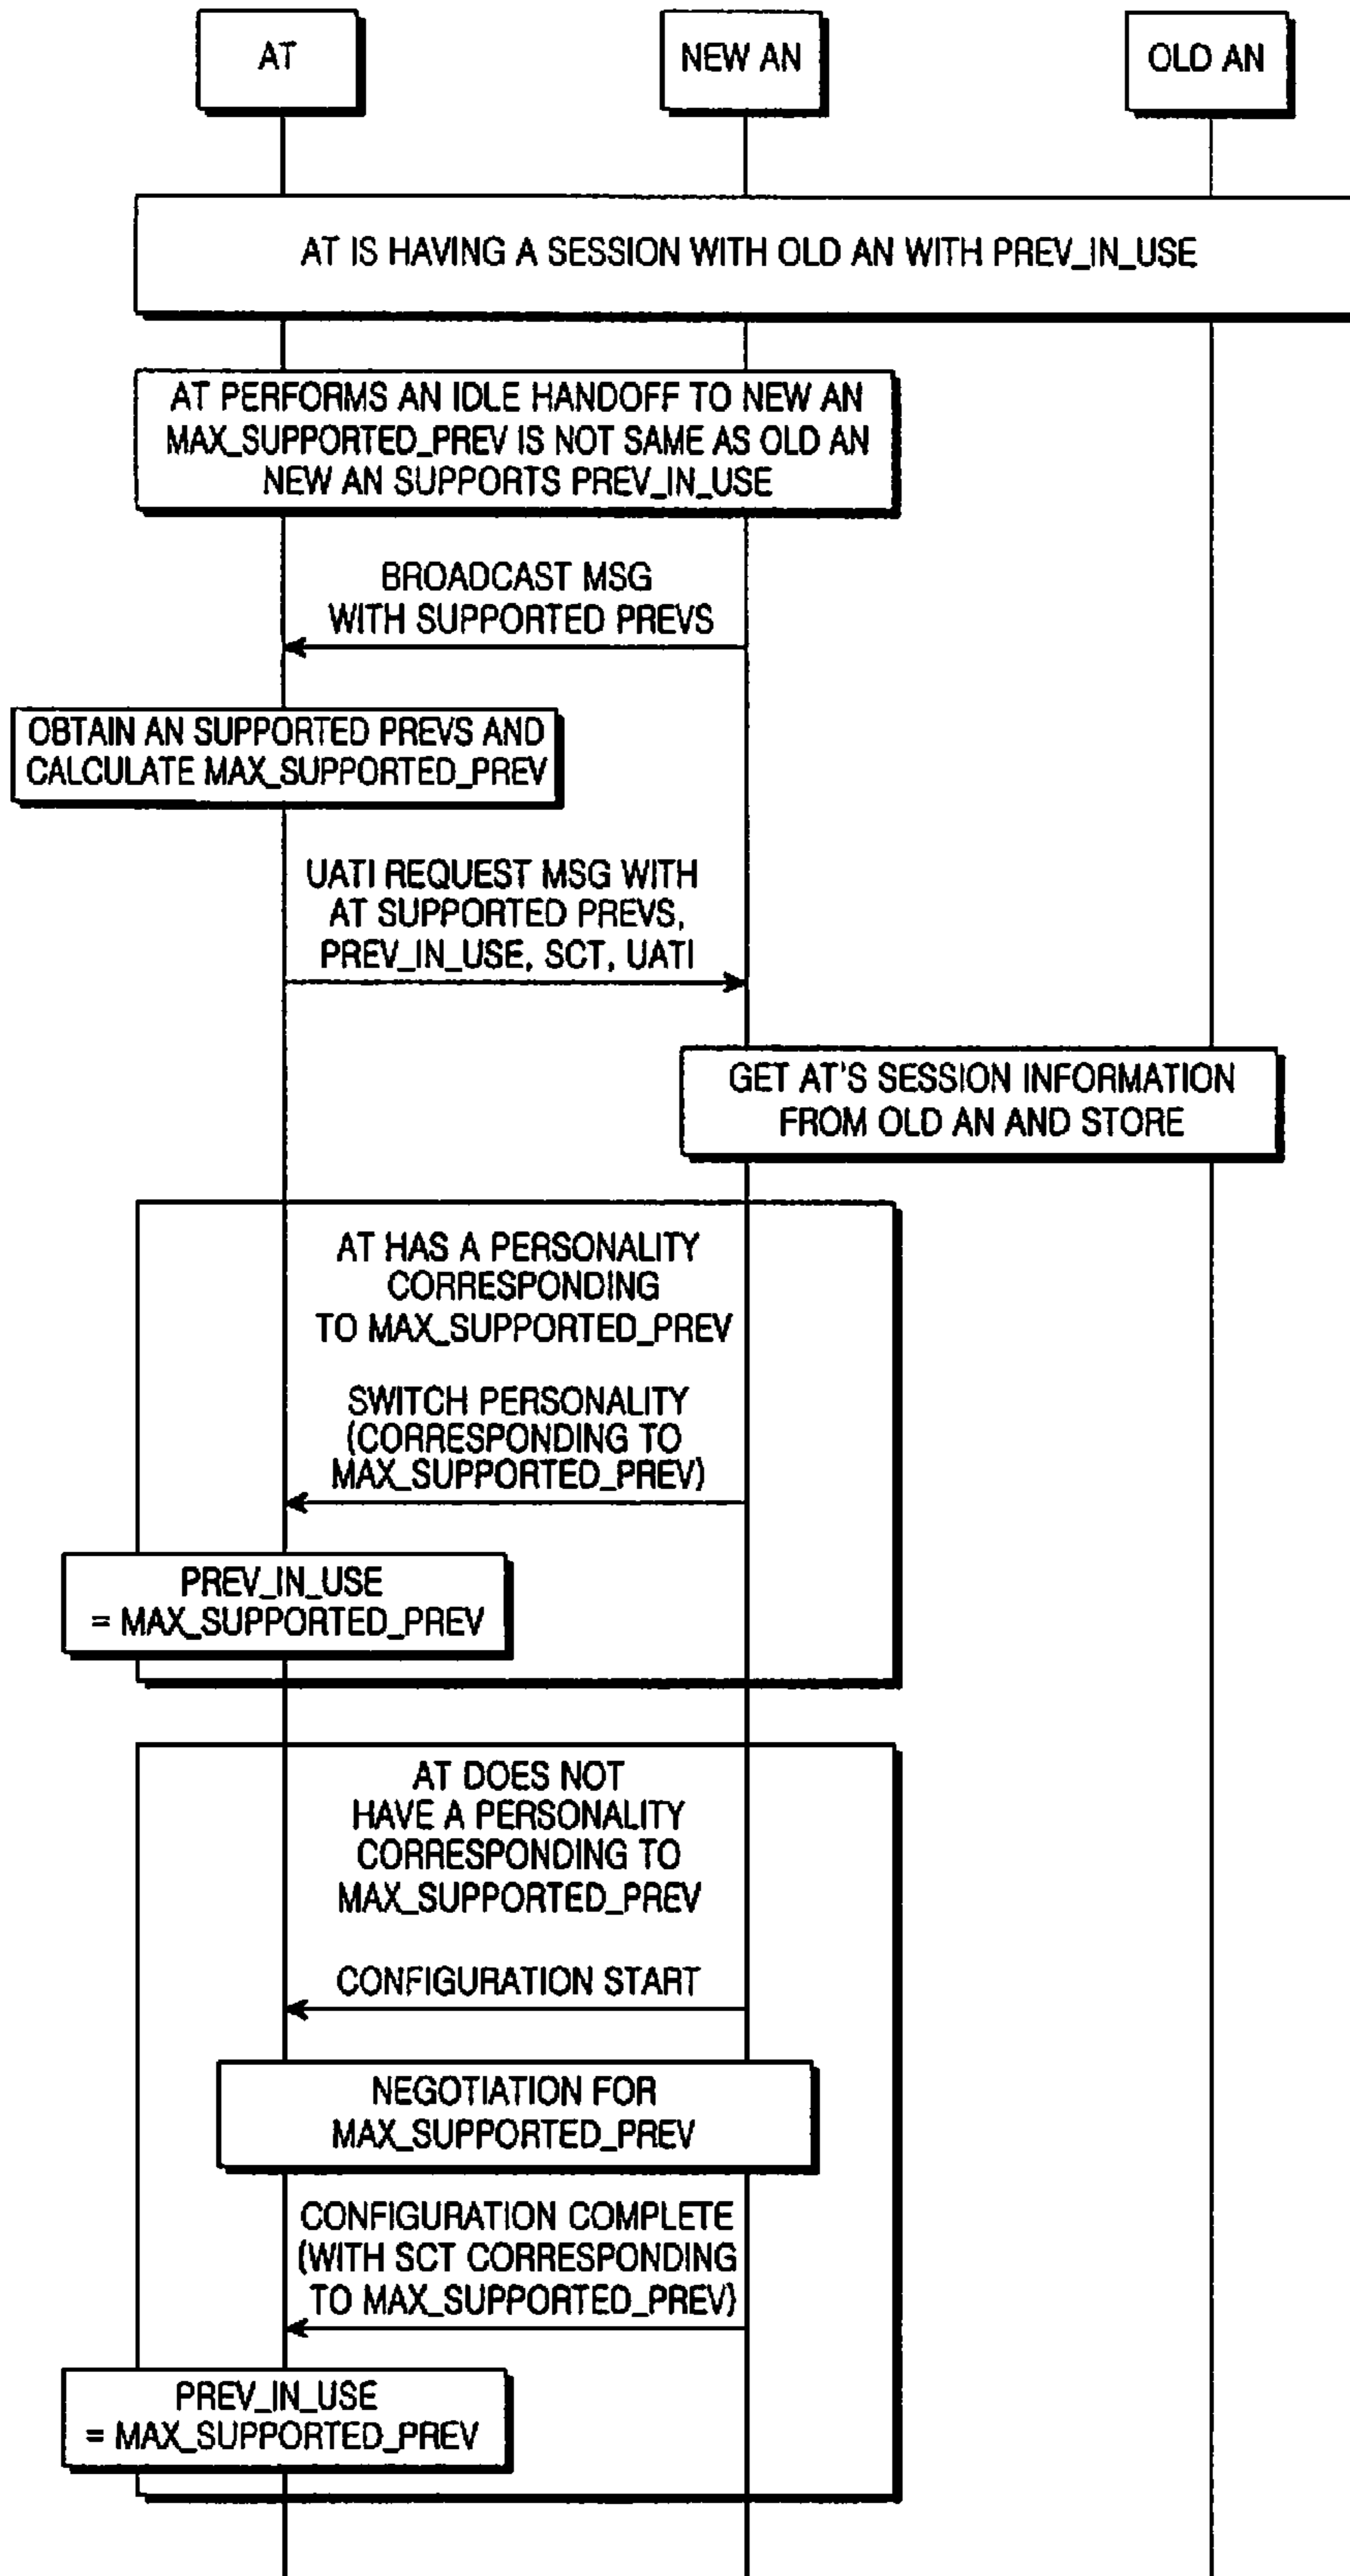 AT
NEW AN
OLD AN
AT IS HAVING A SESSION WITH OLD AN WITH PREV_IN_USE
AT PERFORMS AN IDLE HANDOFF TO NEW AN
MAX_SUPPORTED_PREV IS NOT SAME AS OLD AN
NEW AN SUPPORTS PREV_IN_USE
BROADCAST MSG
WITH SUPPORTED PREVS
OBTAIN AN SUPPORTED PREVS AND
CALCULATE MAX_SUPPORTED_PREV
UATI REQUEST MSG WITH
AT SUPPORTED PREVS,
PREV_IN_USE, SCT, UATI
GET AT'S SESSION INFORMATION
FROM OLD AN AND STORE
AT HAS A PERSONALITY
CORRESPONDING
TO MAX_SUPPORTED_PREV
SWITCH PERSONALITY
(CORRESPONDING TO
MAX_SUPPORTED_PREV)
PREV_IN_USE
= MAX_SUPPORTED_PREV
AT DOES NOT
HAVE A PERSONALITY
CORRESPONDING TO
MAX_SUPPORTED_PREV
CONFIGURATION START
NEGOTIATION FOR
MAX_SUPPORTED_PREV
CONFIGURATION COMPLETE
(WITH SCT CORRESPONDING
TO MAX_SUPPORTED_PREV)
PREV_IN_USE
= MAX_SUPPORTED_PREV